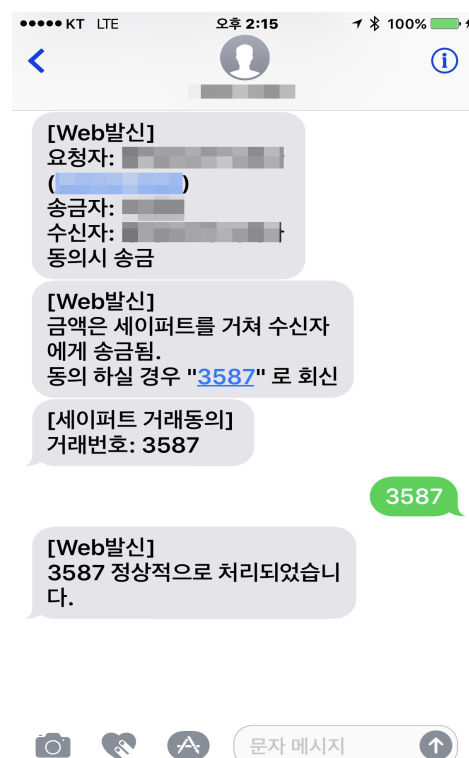 KT LTE 오후 2:15 100%
[Web발신]
요청자:
( )
송금자:
수신자:
동의시 송금
[Web발신]
금액은 세이퍼트를 거쳐 수신자
에게 송금됨.
동의 하실 경우 "3587" 로 회신
[세이퍼트 거래동의]
거래번호: 3587
3587
[Web발신]
3587 정상적으로 처리되었습니
다.
문자 메시지